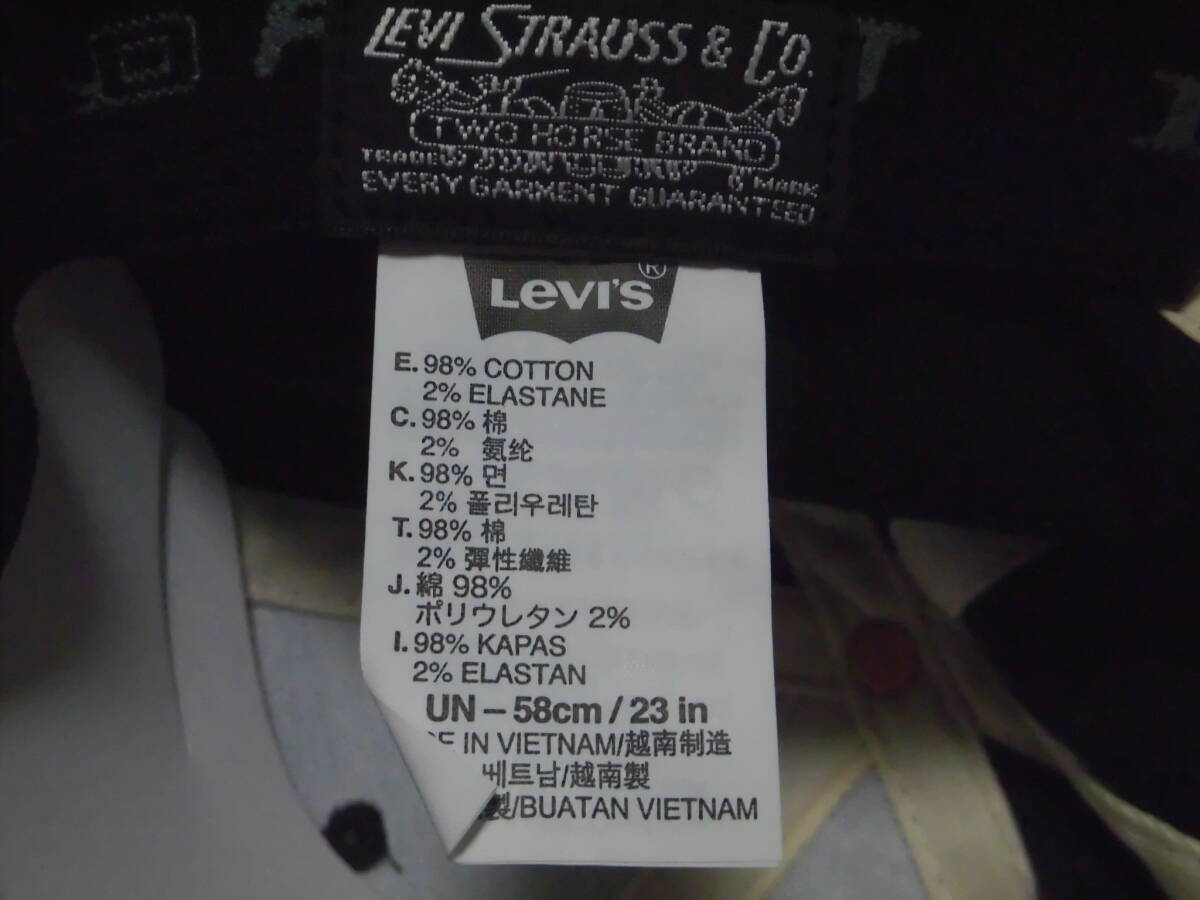 LEVI STRAUSS & CO.
TWO HORSE BRAND
TRADE MARK
EVERY GARMENT GUARANTEED
LEVI'S®
E. 98% COTTON
2% ELASTANE
C. 98% 棉
2% 氨纶
K. 98% 면
2% 폴리우레탄
T. 98% 棉
2% 彈性纖維
J. 綿 98%
ポリウレタン 2%
I. 98% KAPAS
2% ELASTAN
UN – 58cm / 23 in
IN VIETNAM/越南制造
베트남/越南製
製/BUATAN VIETNAM